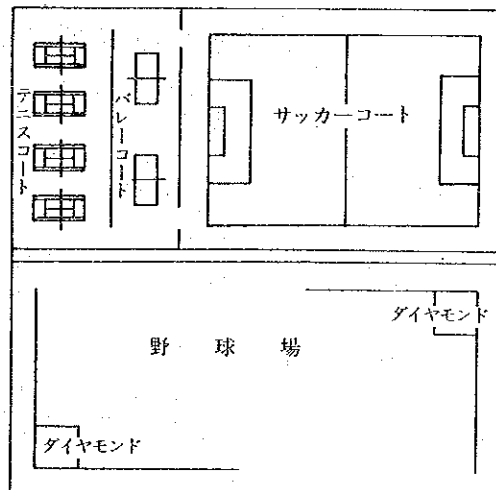 テニスコート
バレーコート
サッカーコート
ダイヤモンド
野球場
ダイヤモンド